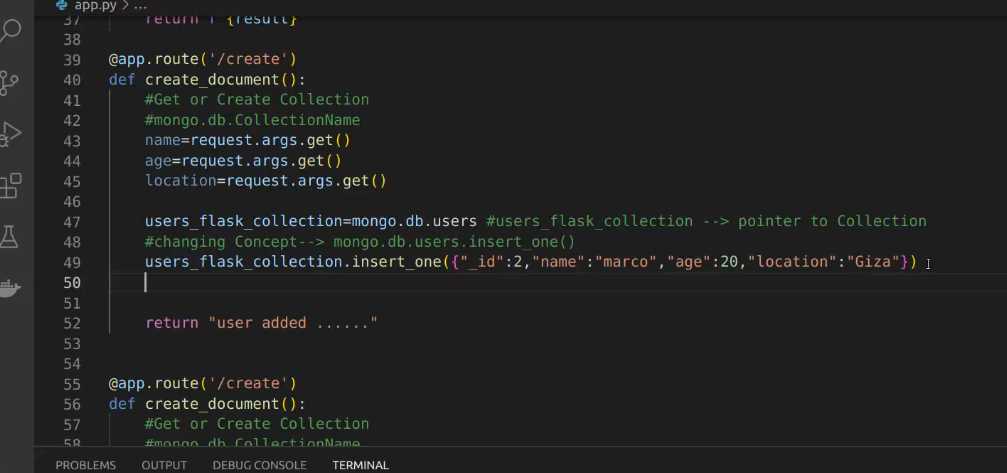 app.py > ...
37 return f"{result}
38
39 @app.route('/create')
40 def create_document():
41 #Get or Create Collection
42 #mongo.db.CollectionName
43 name=request.args.get()
44 age=request.args.get()
45 location=request.args.get()
46
47 users_flask_collection=mongo.db.users #users_flask_collection --> pointer to Collection
48 #changing Concept--> mongo.db.users.insert_one()
49 users_flask_collection.insert_one({"_id":2,"name":"marco","age":20,"location":"Giza"})
50
51
52 return "user added ......"
53
54
55 @app.route('/create')
56 def create_document():
57 #Get or Create Collection
58 #mongo.db.CollectionName
PROBLEMS OUTPUT DEBUG CONSOLE TERMINAL